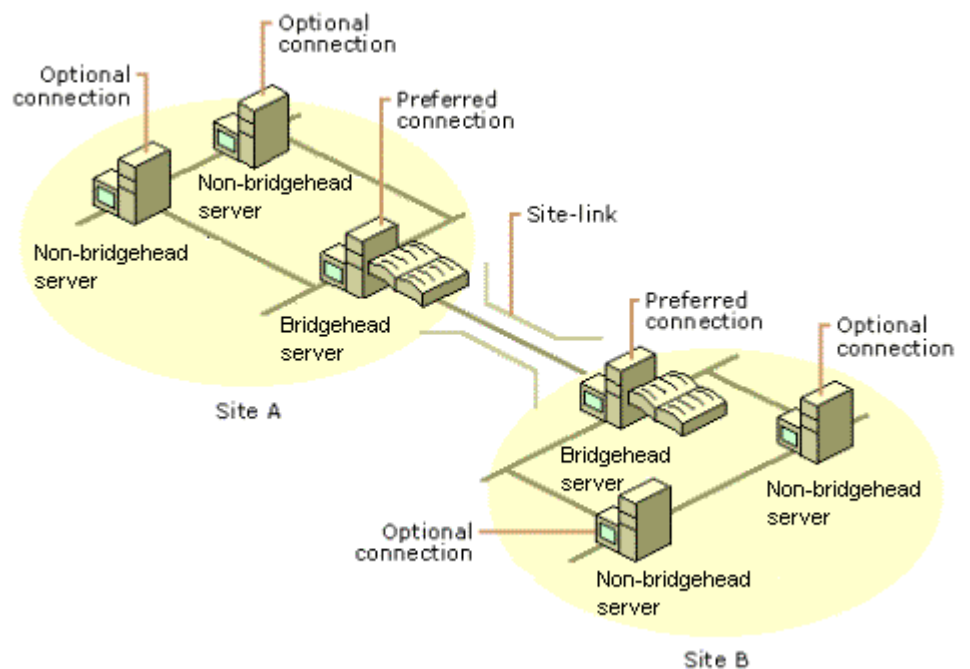 Optional
connection
Optional
connection
Preferred
connection
Non-bridgehead
server
Non-bridgehead
server
Site-link
Bridgehead
server
Preferred
connection
Optional
connection
Site A
Bridgehead
server
Non-bridgehead
server
Optional
connection
Non-bridgehead
server
Site B